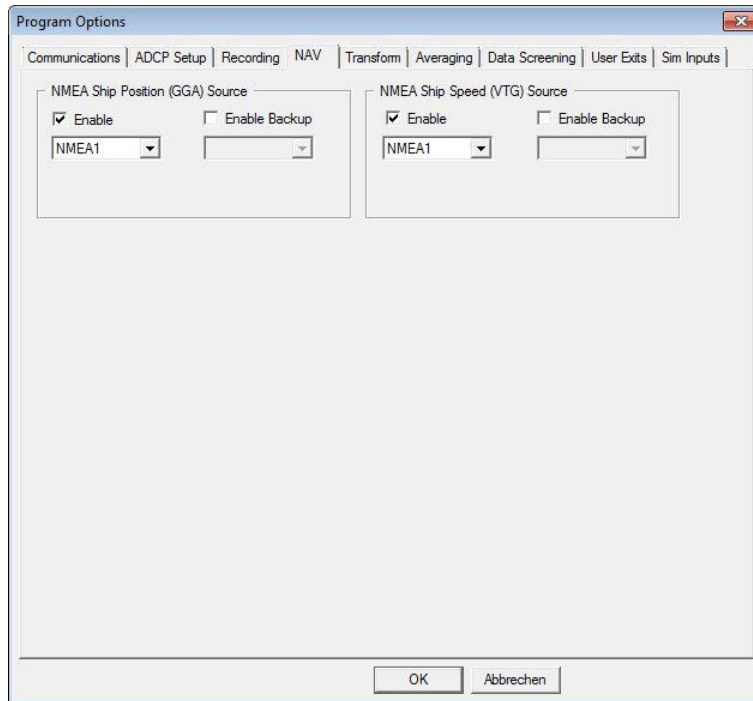 Program Options
Communications ADCP Setup Recording NAV Transform Averaging Data Screening User Exits Sim Inputs
NMEA Ship Position (GGA) Source NMEA Ship Speed (VTG) Source
Enable Enable Backup Enable Enable Backup
NMEA1 NMEA1
OK Abbrechen